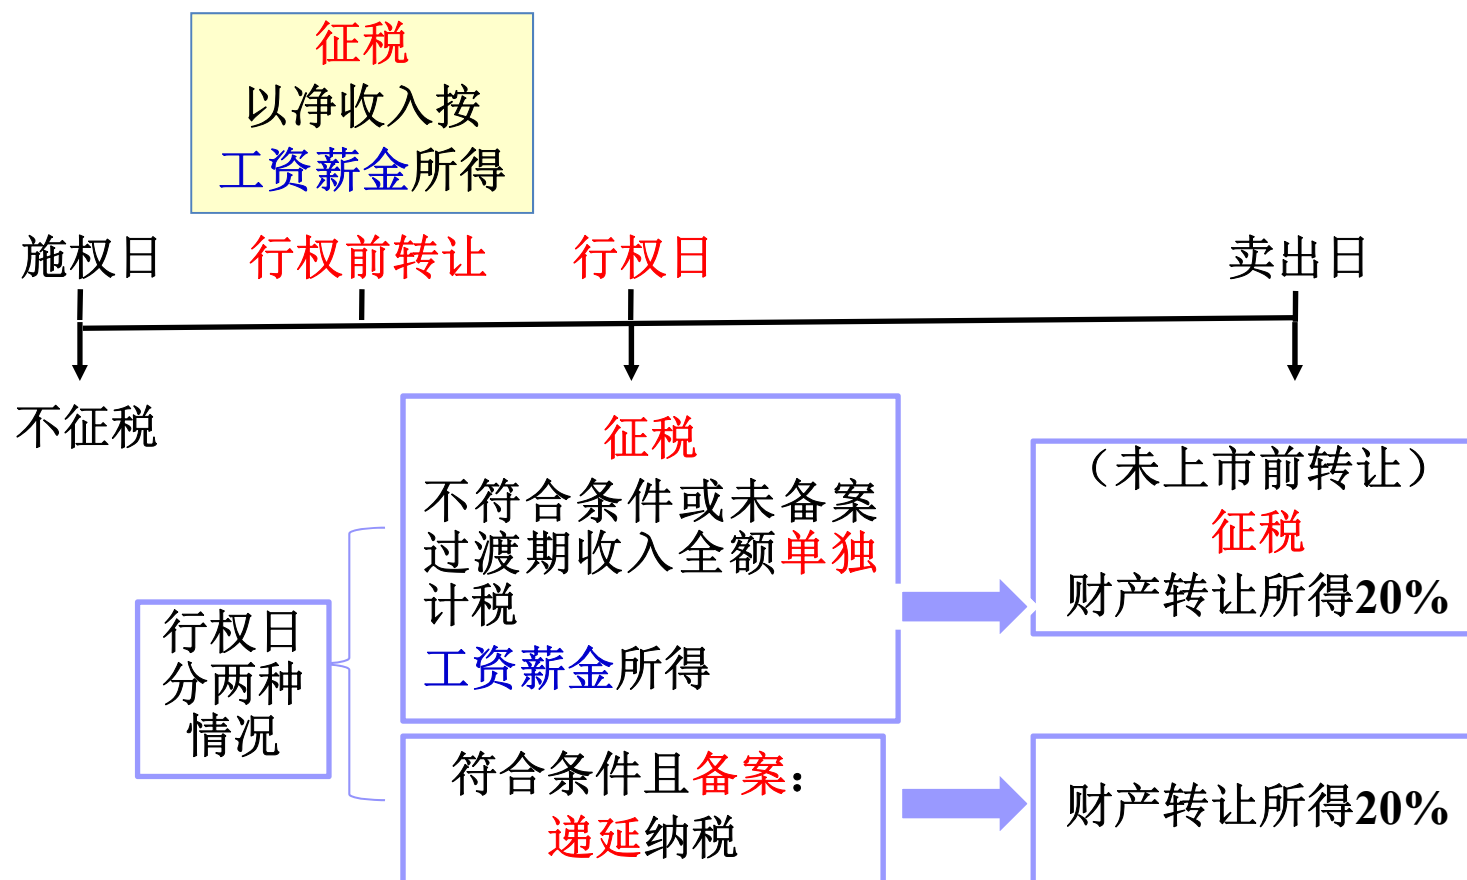 征税
以净收入按
工资薪金所得
施权日
行权前转让
行权日
卖出日
不征税
征税
不符合条件或未备案
过渡期收入全额单独
计税
工资薪金所得
（未上市前转让）
征税
财产转让所得20%
行权日
分两种
情况
符合条件且备案：
递延纳税
财产转让所得20%